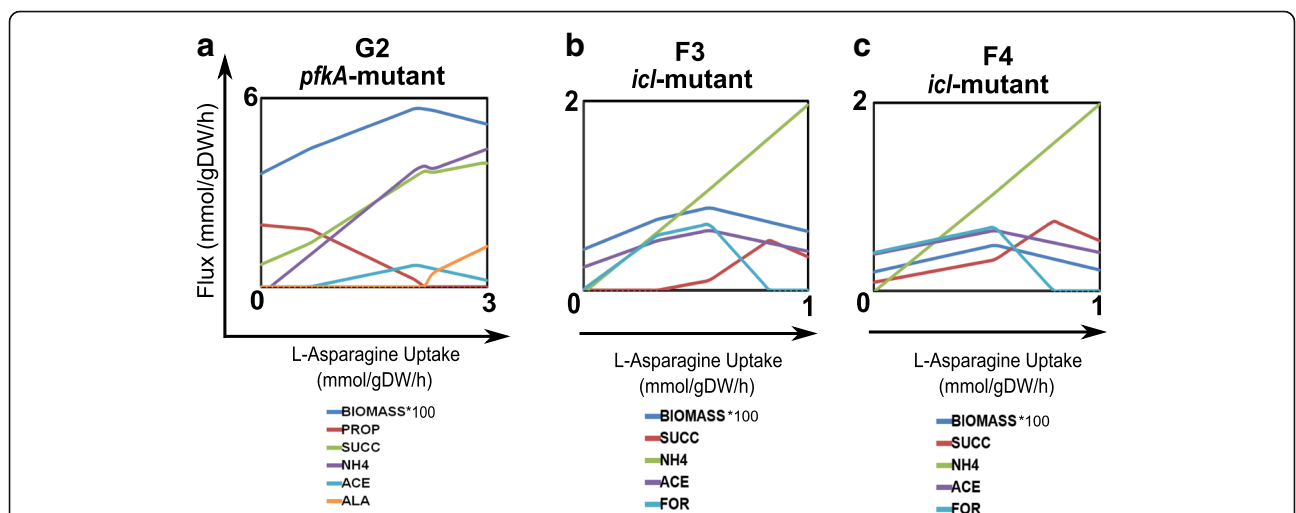 a
G2
pfkA-mutant
6
Flux (mmol/gDW/h)
0
3
L-Asparagine Uptake
(mmol/gDW/h)
BIOMASS*100
PROP
SUCC
NH4
ACE
ALA
b
F3
icl-mutant
2
0
1
L-Asparagine Uptake
(mmol/gDW/h)
BIOMASS*100
SUCC
NH4
ACE
FOR
c
F4
icl-mutant
2
0
1
L-Asparagine Uptake
(mmol/gDW/h)
BIOMASS*100
SUCC
NH4
ACE
FOR